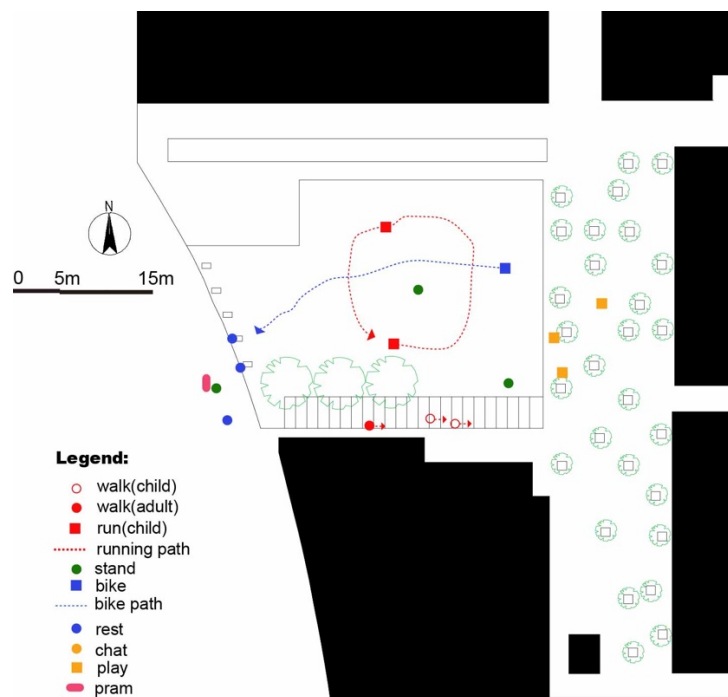 N
0 5m 15m
Legend:
walk(child)
walk(adult)
run(child)
running path
stand
bike
bike path
rest
chat
play
pram